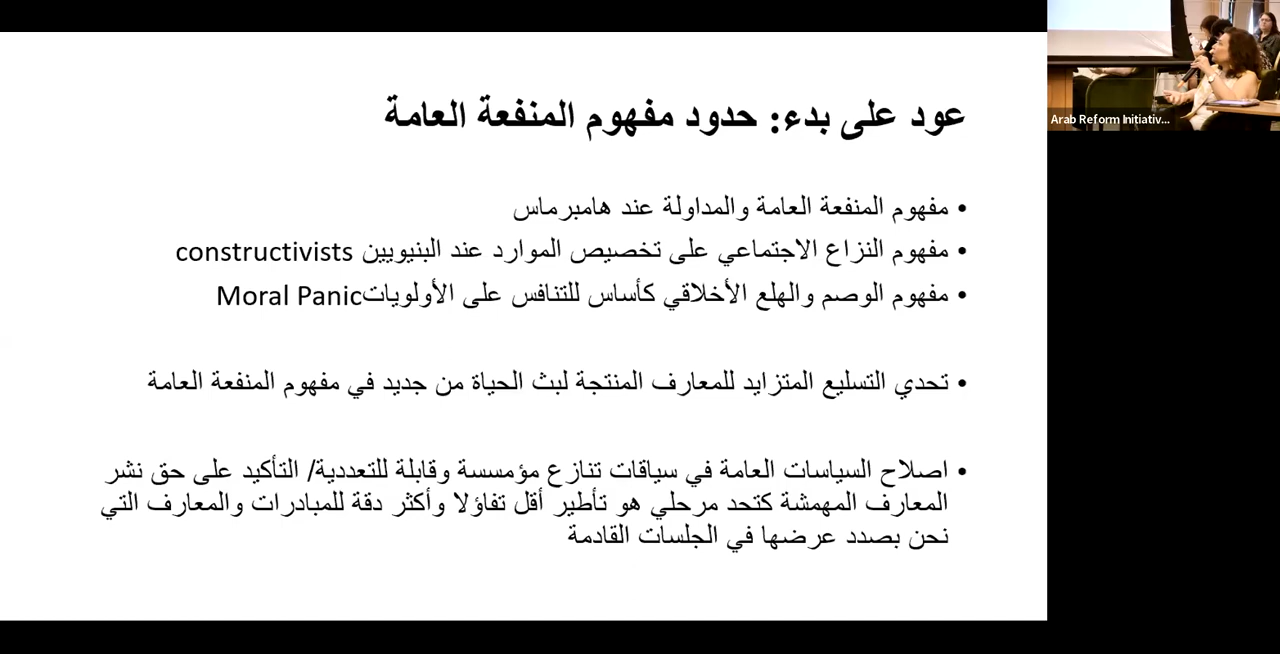 عود على بدء: حدود مفهوم المنفعة العامة
• مفهوم المنفعة العامة والمداولة عند هامبرماس
• مفهوم النزاع الاجتماعي على تخصيص الموارد عند البنيويين constructivists
• مفهوم الوصم والهلع الأخلاقي كأساس للتنافس على الأولوياتMoral Panic
• تحدي التسليع المتزايد للمعارف المنتجة لبث الحياة من جديد في مفهوم المنفعة العامة
• اصلاح السياسات العامة في سياقات تنازع مؤمسسة وقابلة للتعددية/ التأكيد على حق نشر
المعارف المهمشة كتحد مرحلي هو تأطير أقل تفاؤلا وأكثر دقة للمبادرات والمعارف التي
نحن بصدد عرضها في الجلسات القادمة
Arab Reform Initiativ...